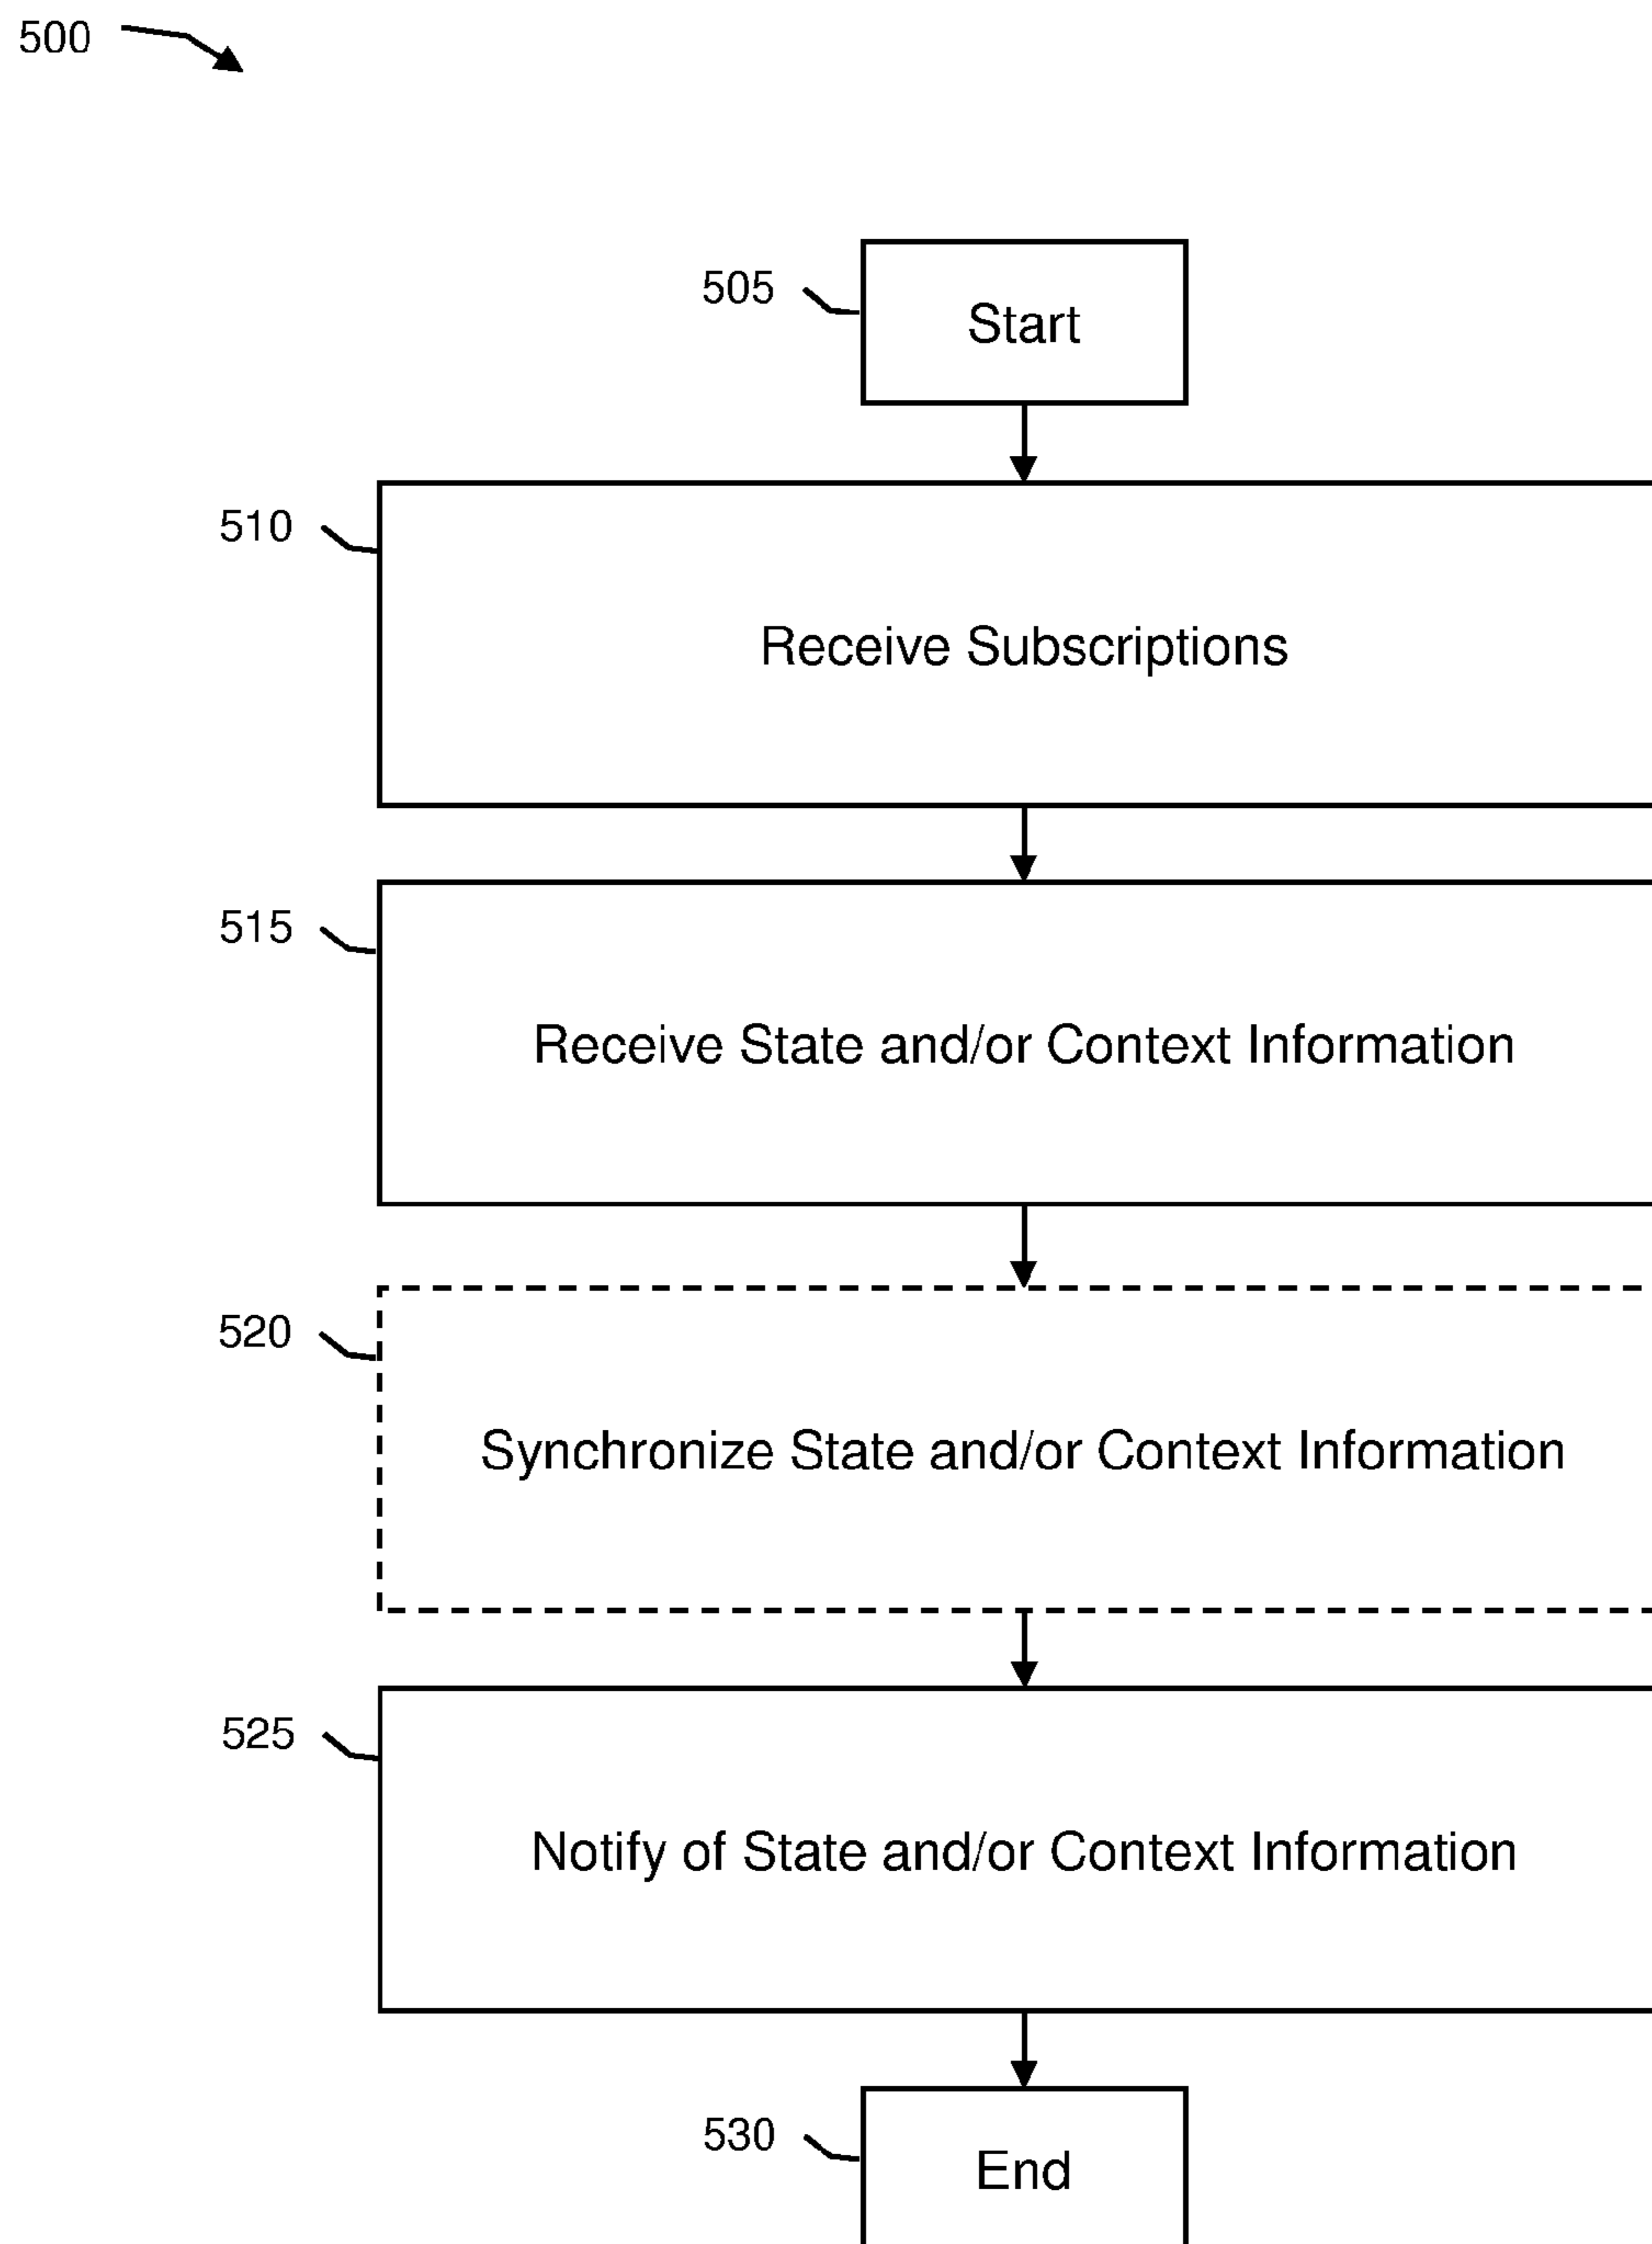 500
505
Start
510
Receive Subscriptions
515
Receive State and/or Context Information
520
Synchronize State and/or Context Information
525
Notify of State and/or Context Information
530
End